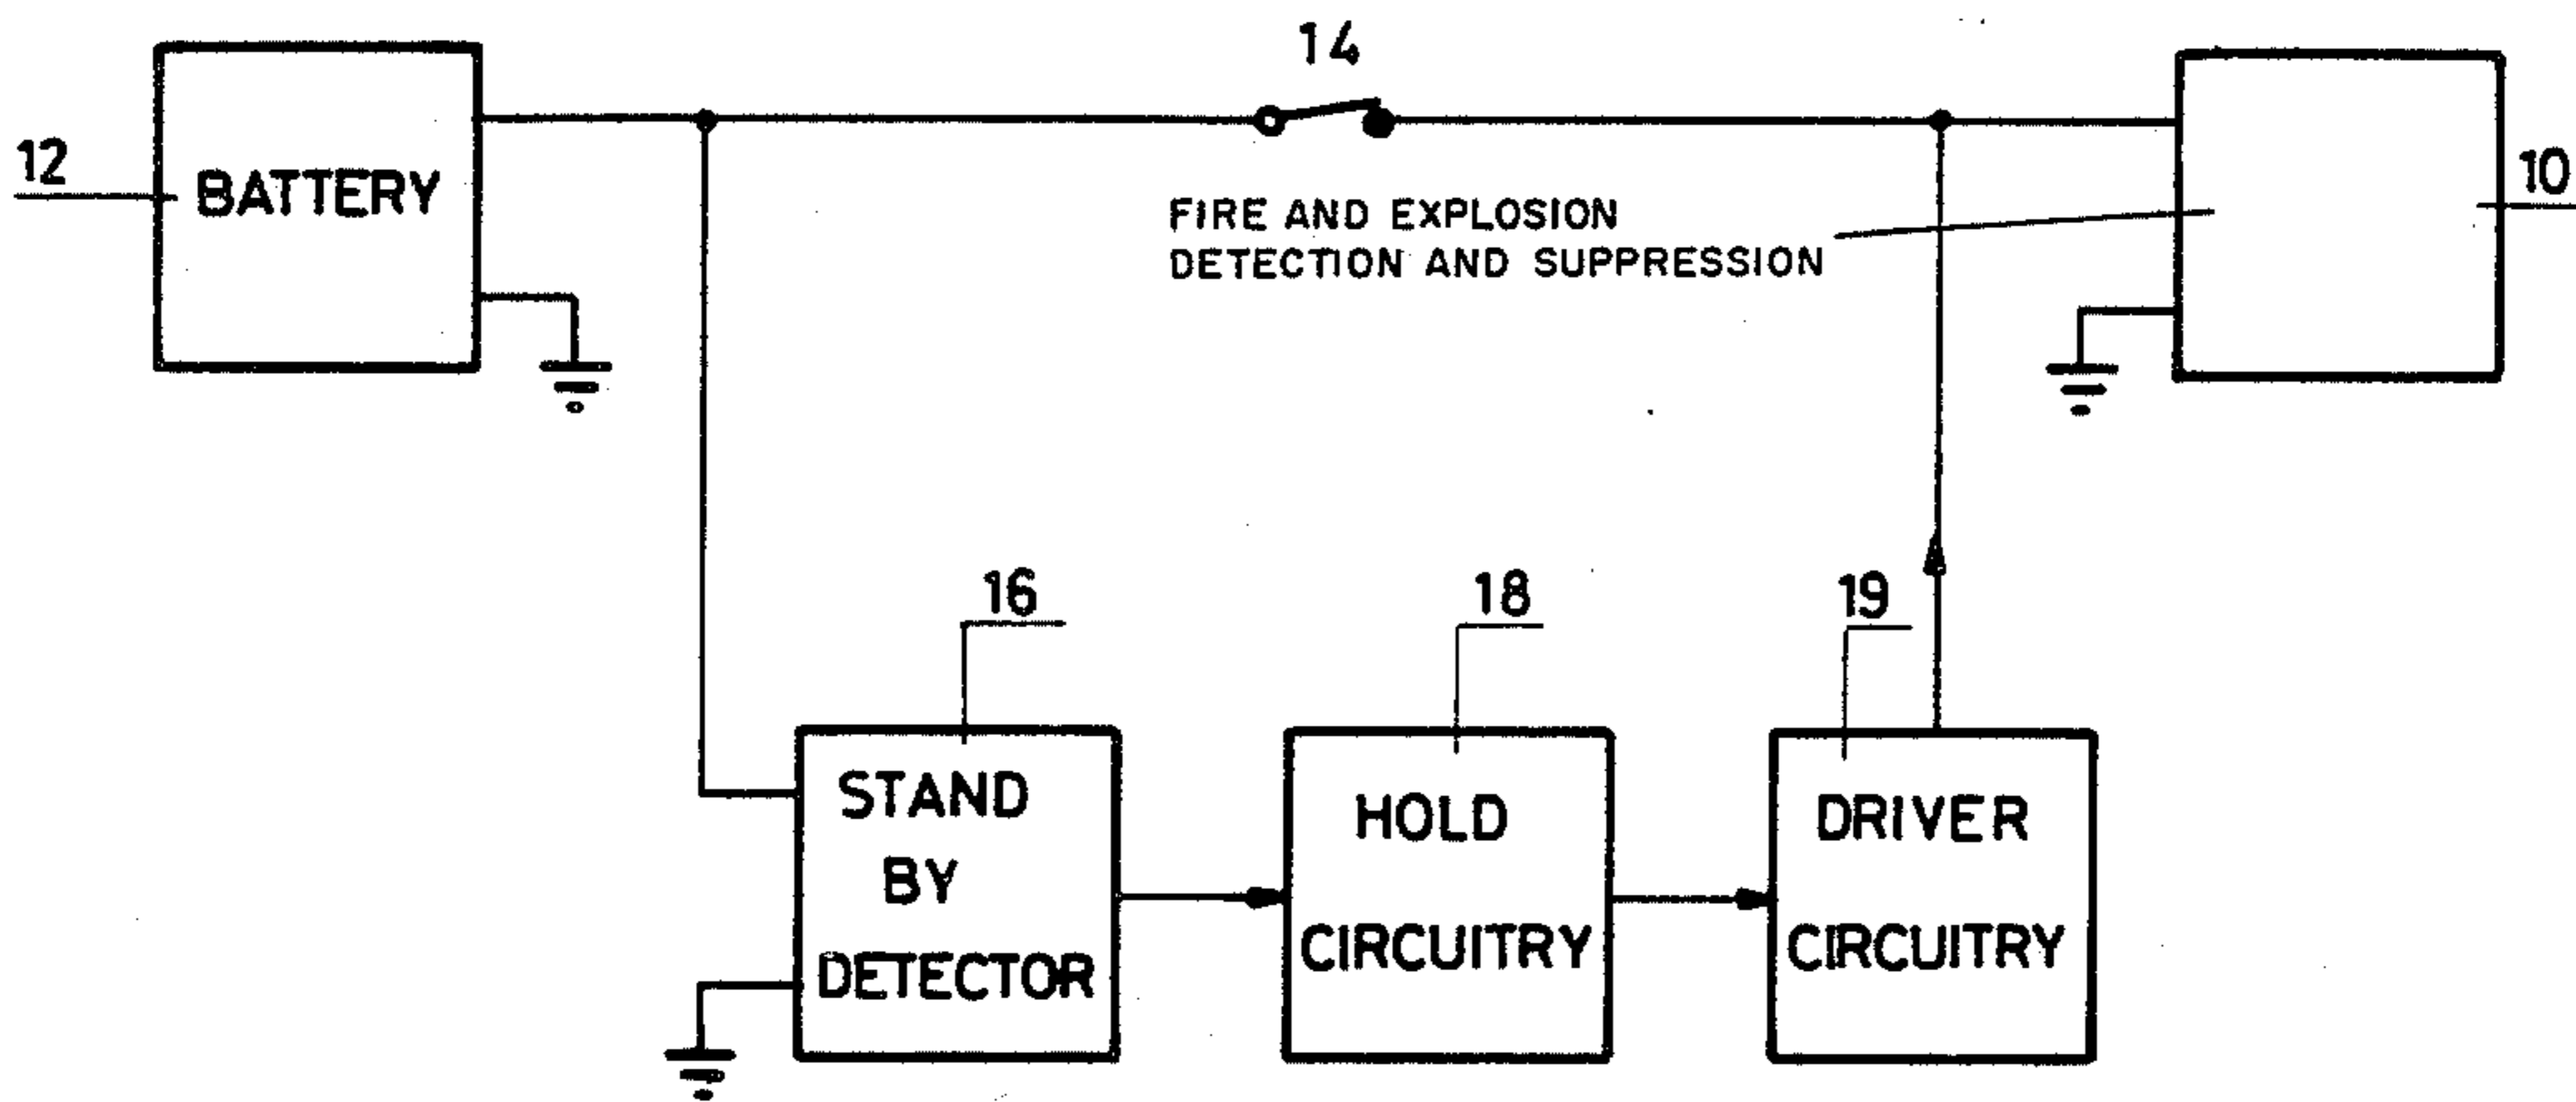 14
12
BATTERY
10
FIRE AND EXPLOSION
DETECTION AND SUPPRESSION
16
18
19
STAND
BY
DETECTOR
HOLD
CIRCUITRY
DRIVER
CIRCUITRY